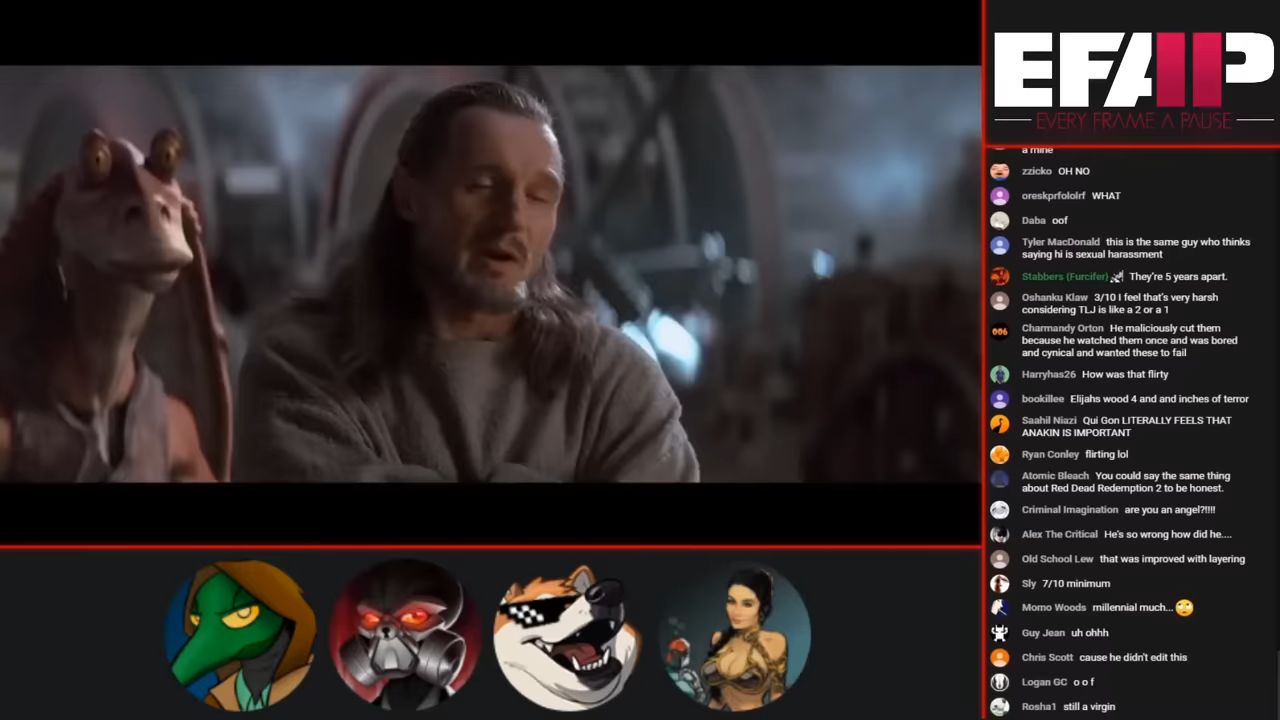 EFAP
EVERY FRAME A PAUSE
a mine
zzicko OH NO
oreskprfololrf WHAT
Daba oof
Tyler MacDonald this is the same guy who thinks
saying hi is sexual harassment
Stabbers (Furcifer) They're 5 years apart.
Oshanku Klaw 3/10 I feel that's very harsh
considering TLJ is like a 2 or a 1
006
Charmandy Orton He maliciously cut them
because he watched them once and was bored
and cynical and wanted these to fail
Harryhas26 How was that flirty
bookillee Elijahs wood 4 and and inches of terror
Saahil Niazi Qui Gon LITERALLY FEELS THAT
ANAKIN IS IMPORTANT
Ryan Conley flirting lol
Atomic Bleach You could say the same thing
about Red Dead Redemption 2 to be honest.
Criminal Imagination are you an angel?!!!!
Alex The Critical He's so wrong how did he....
Old School Lew that was improved with layering
Sly 7/10 minimum
Momo Woods millennial much... 🙄
Guy Jean uh ohhh
Chris Scott cause he didn't edit this
Logan GC o o f
Rosha1 still a virgin